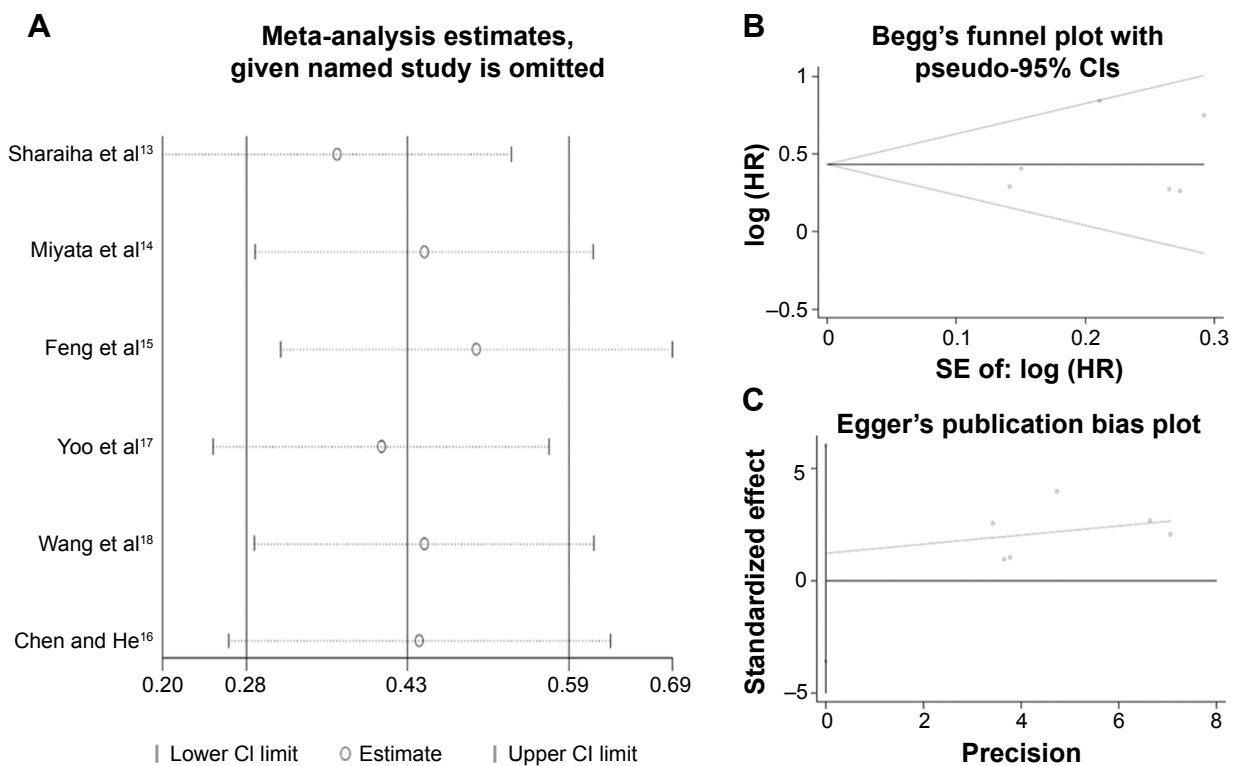 A
Meta-analysis estimates,
given named study is omitted
Sharaiha et al¹³
Miyata et al¹⁴
Feng et al¹⁵
Yoo et al¹⁷
Wang et al¹⁸
Chen and He¹⁶
0.20 0.28 0.43 0.59 0.69
Lower CI limit Estimate Upper CI limit
B
Begg's funnel plot with
pseudo-95% CIs
log (HR)
1
0.5
0
–0.5
0 0.1 0.2 0.3
SE of: log (HR)
C
Egger's publication bias plot
Standardized effect
5
0
–5
0 2 4 6 8
Precision